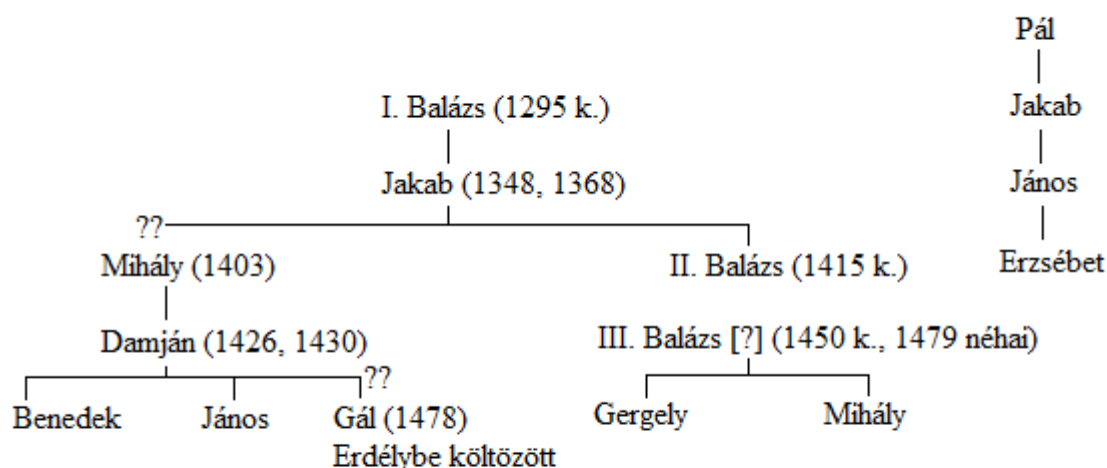 Pál
I. Balázs (1295 k.)
Jakab
Jakab (1348, 1368)
János
??
Mihály (1403)
II. Balázs (1415 k.)
Erzsébet
Damján (1426, 1430)
III. Balázs [?] (1450 k., 1479 néhai)
??
Benedek
János
Gál (1478)
Gergely
Mihály
Erdélybe költözött